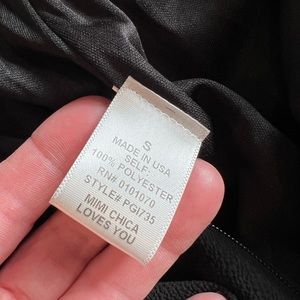 S
MADE IN USA
SELF:
100% POLYESTER
RN# 0101070
STYLE# PGI735
MIMI CHICA
LOVES YOU